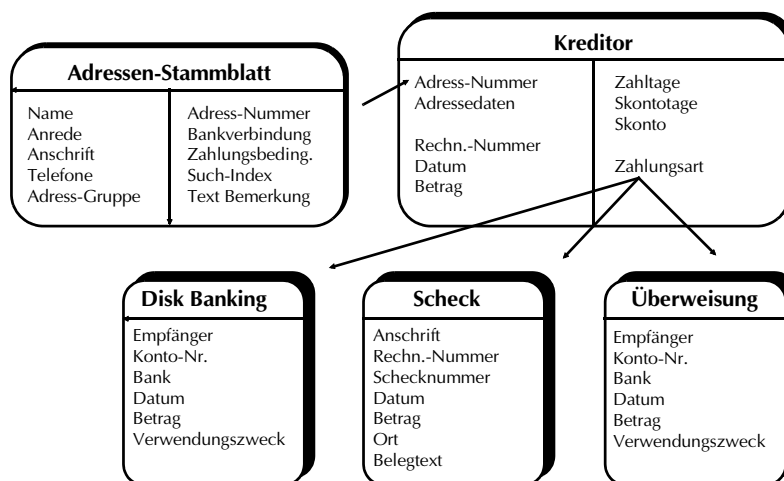 Adressen-Stammblatt
Name
Anrede
Anschrift
Telefone
Adress-Gruppe
Adress-Nummer
Bankverbindung
Zahlungsbeding.
Such-Index
Text Bemerkung
Kreditor
Adress-Nummer
Adressedaten
Rechn.-Nummer
Datum
Betrag
Zahltage
Skontotage
Skonto
Zahlungsart
Disk Banking
Empfänger
Konto-Nr.
Bank
Datum
Betrag
Verwendungszweck
Scheck
Anschrift
Rechn.-Nummer
Schecknummer
Datum
Betrag
Ort
Belegtext
Überweisung
Empfänger
Konto-Nr.
Bank
Datum
Betrag
Verwendungszweck